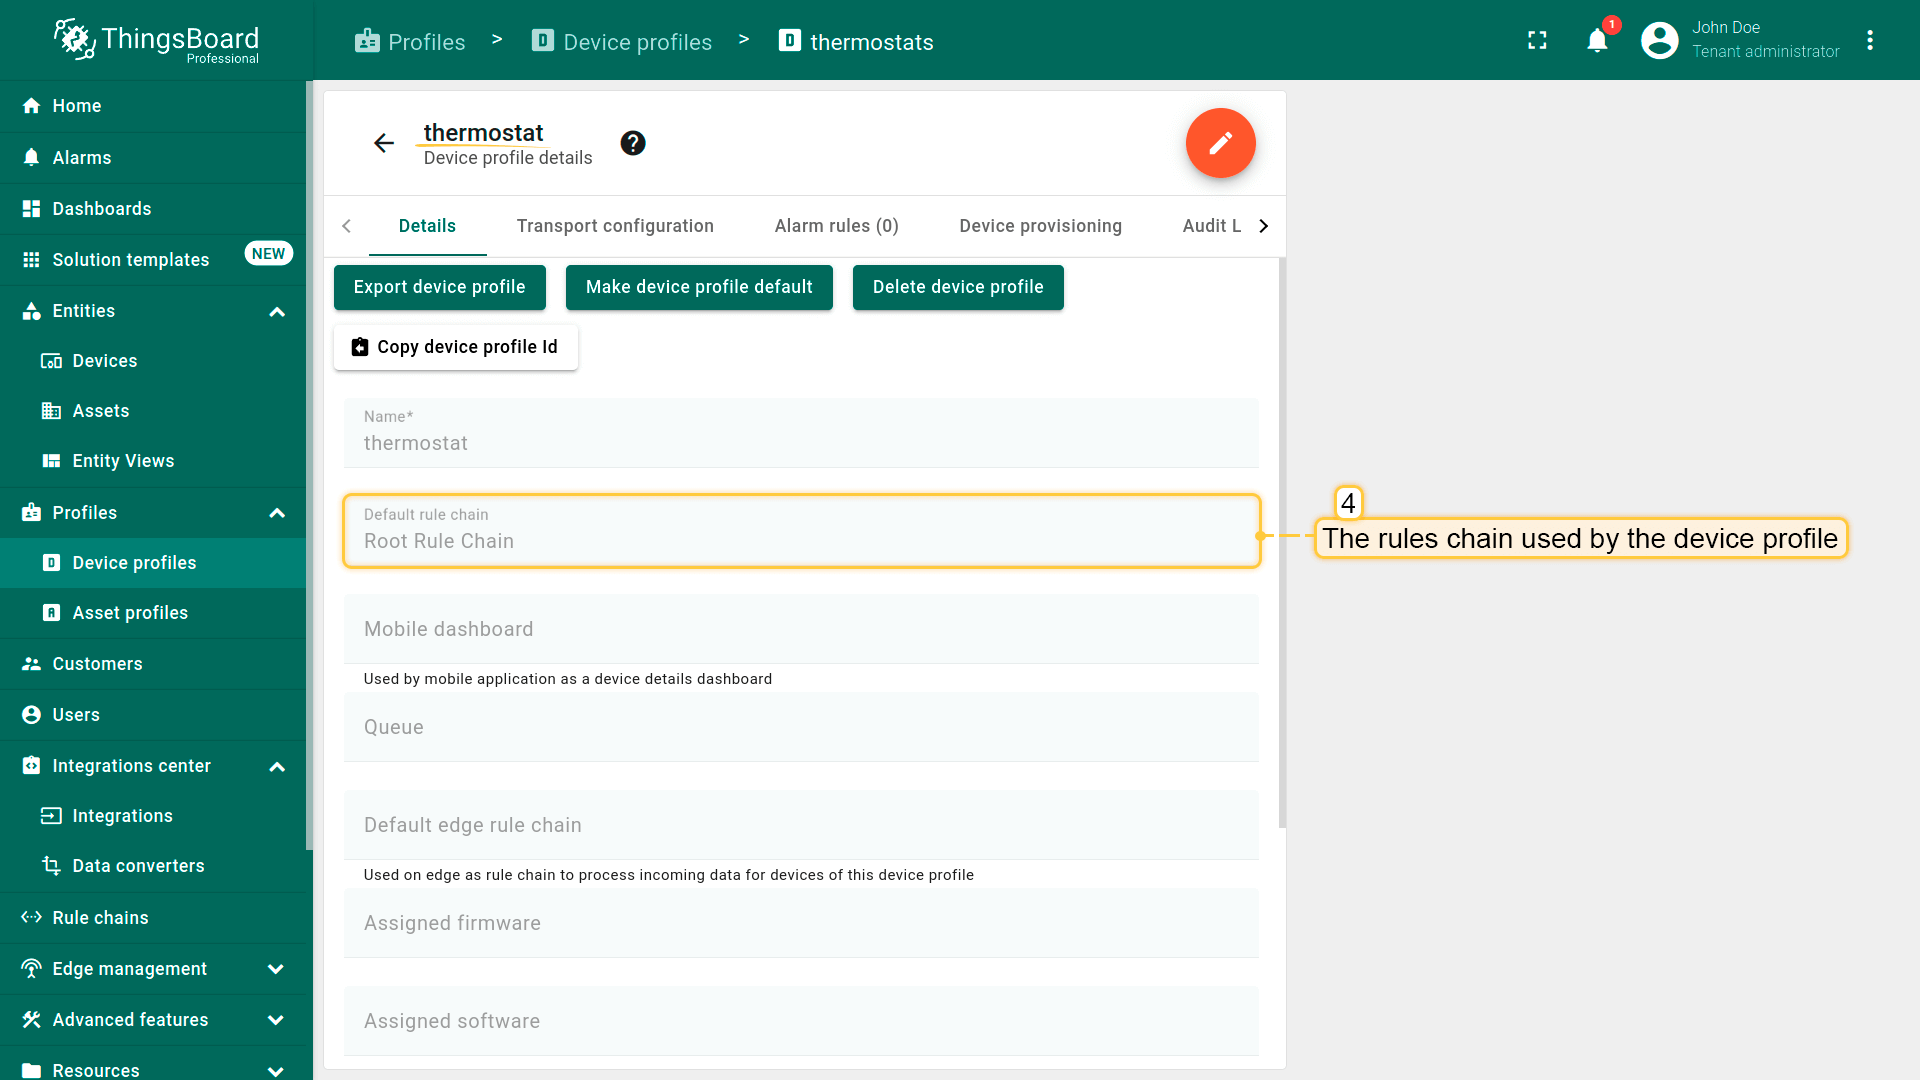 ThingsBoard
Professional
Profiles > Device profiles > thermostats
1
John Doe
Tenant administrator
Home
Alarms
Dashboards
Solution templates NEW
Entities
Devices
Assets
Entity Views
Profiles
Device profiles
Asset profiles
Customers
Users
Integrations center
Integrations
Data converters
Rule chains
Edge management
Advanced features
Resources
thermostat
Device profile details
Details Transport configuration Alarm rules (0) Device provisioning Audit L
Export device profile Make device profile default Delete device profile
Copy device profile Id
Name*
thermostat
Default rule chain
Root Rule Chain
4
The rules chain used by the device profile
Mobile dashboard
Used by mobile application as a device details dashboard
Queue
Default edge rule chain
Used on edge as rule chain to process incoming data for devices of this device profile
Assigned firmware
Assigned software